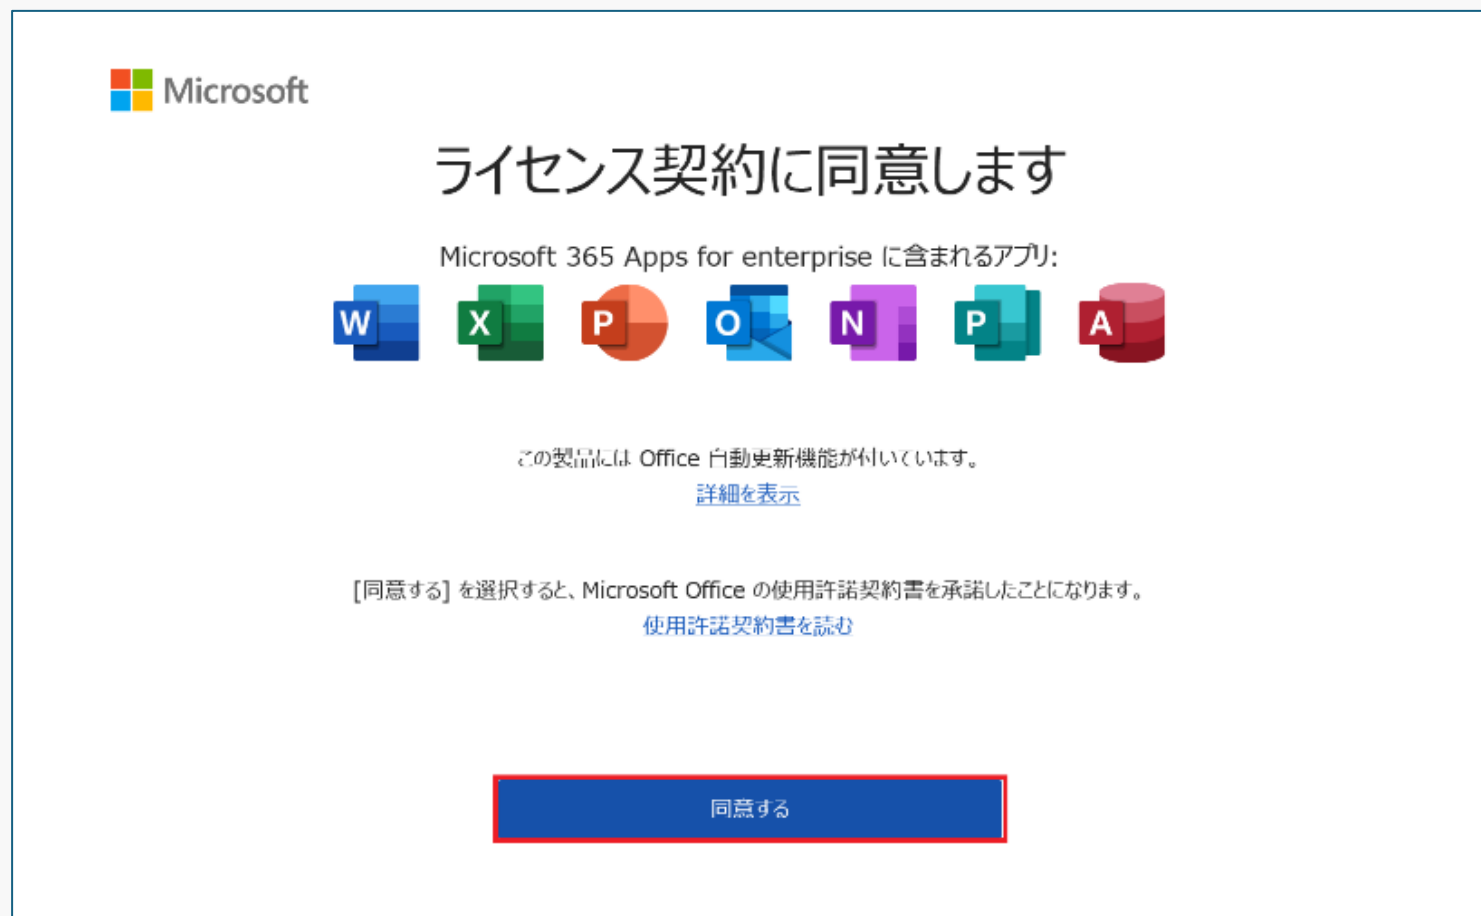 Microsoft
ライセンス契約に同意します
Microsoft 365 Apps for enterprise に含まれるアプリ:
W X P O N P A
この製品には Office 自動更新機能が付いています。
詳細を表示
[同意する] を選択すると、Microsoft Office の使用許諾契約書を承諾したことになります。
使用許諾契約書を読む
同意する